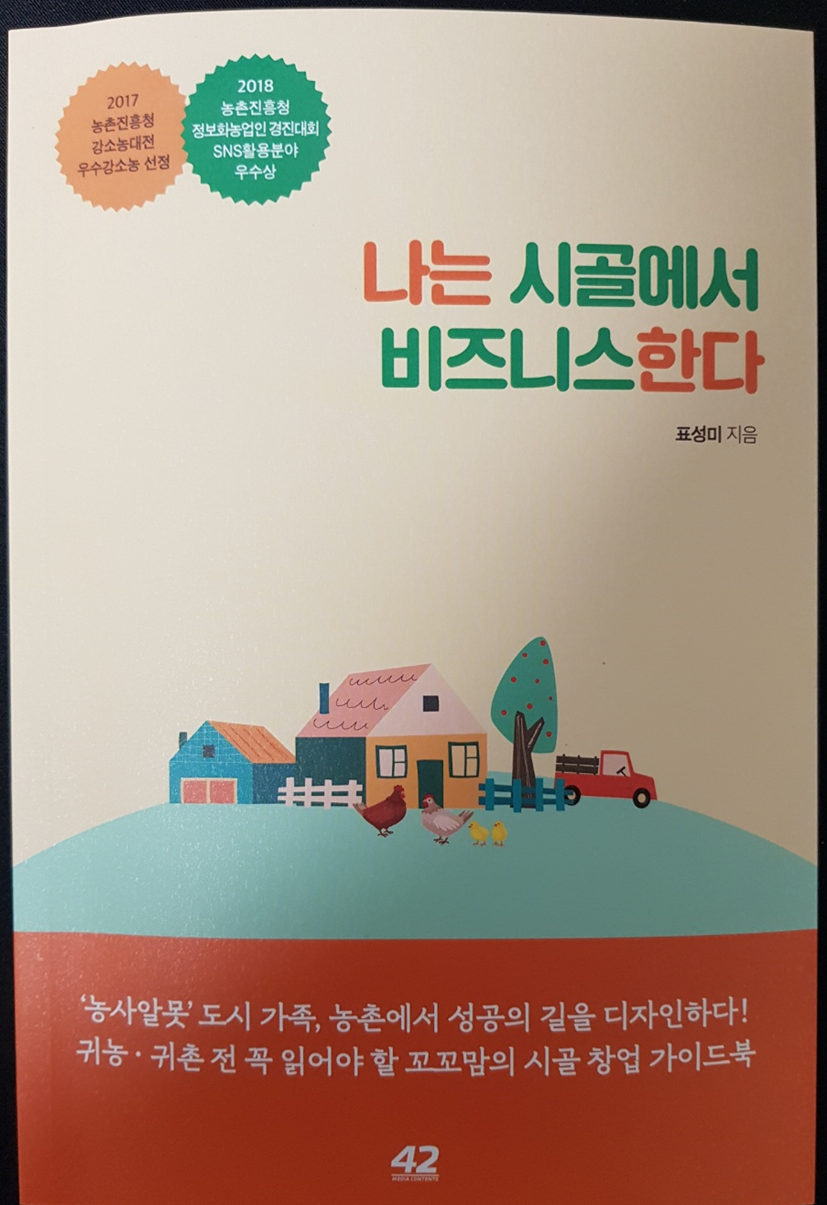 2017
농촌진흥청
강소농대전
우수강소농 선정
2018
농촌진흥청
정보화농업인 경진대회
SNS활용분야
우수상
나는 시골에서
비즈니스한다
표성미 지음
‘농사알못’ 도시 가족, 농촌에서 성공의 길을 디자인하다!
귀농·귀촌 전 꼭 읽어야 할 꼬꼬맘의 시골 창업 가이드북
42
MEDIA CONTENTS